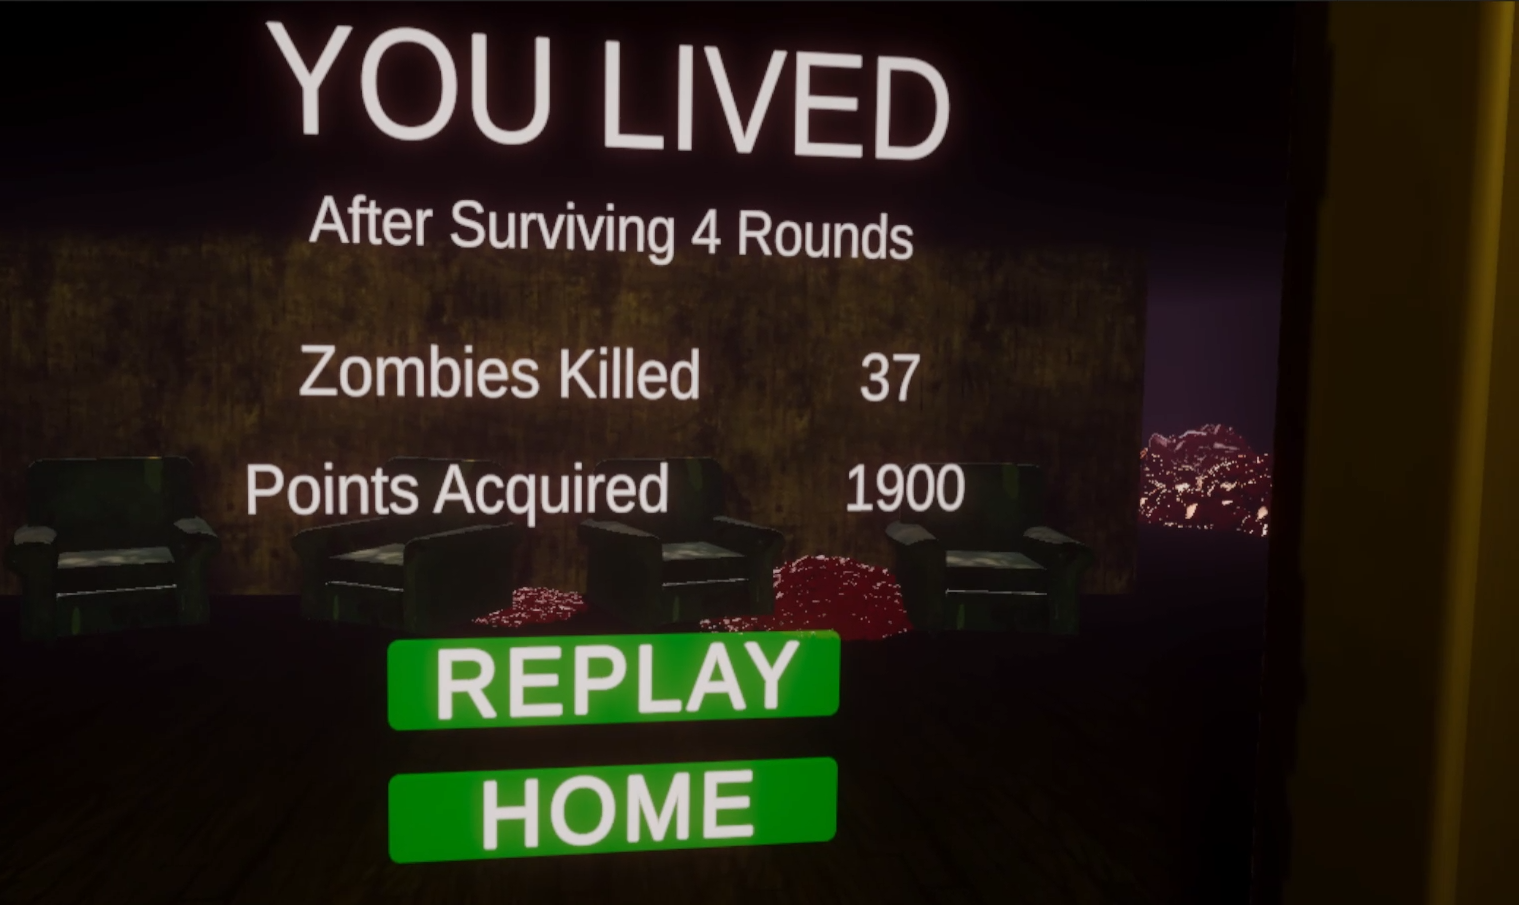 YOU LIVED
After Surviving 4 Rounds
Zombies Killed 37
Points Acquired 1900
REPLAY
HOME